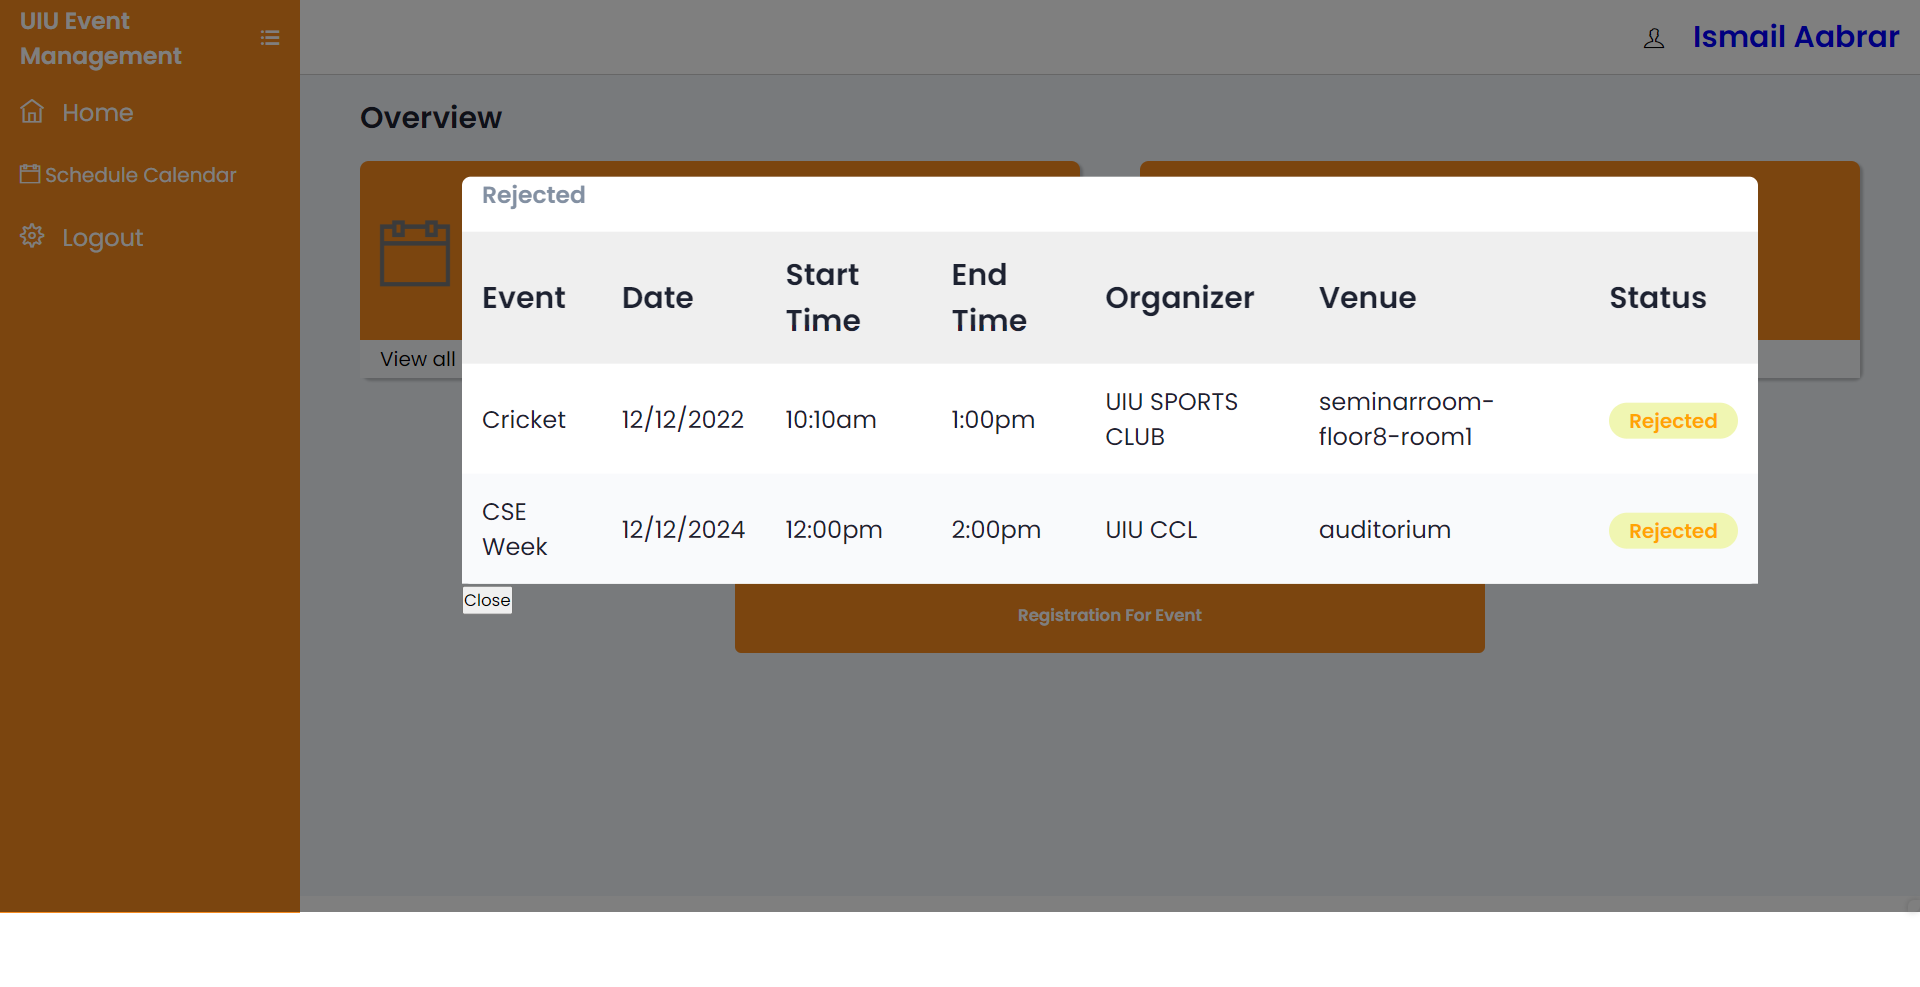 UIU Event
Management
Home
Schedule Calendar
Logout
Ismail Aabrar
Overview
View all
Rejected
Event Date Start Time End Time Organizer Venue Status
Cricket 12/12/2022 10:10am 1:00pm UIU SPORTS CLUB seminarroom-floor8-room1 Rejected
CSE Week 12/12/2024 12:00pm 2:00pm UIU CCL auditorium Rejected
Close
Registration For Event